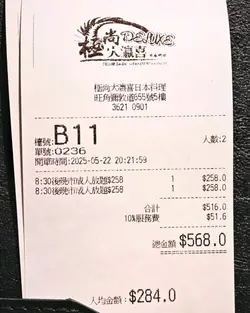 極尚大瀛喜 DELUXE
極尚大瀛喜日本料理
旺角彌敦道655號5樓
3621 0901
檯號:B11 人數:2
單號:0236
開單時間:2025-05-22 20:21:59
8:30後晚市成人放題$258 1 $258.0
8:30後晚市成人放題$258 1 $258.0
合計 $516.0
10%服務費 $51.6
總金額 $568.0
人均金額:$284.0